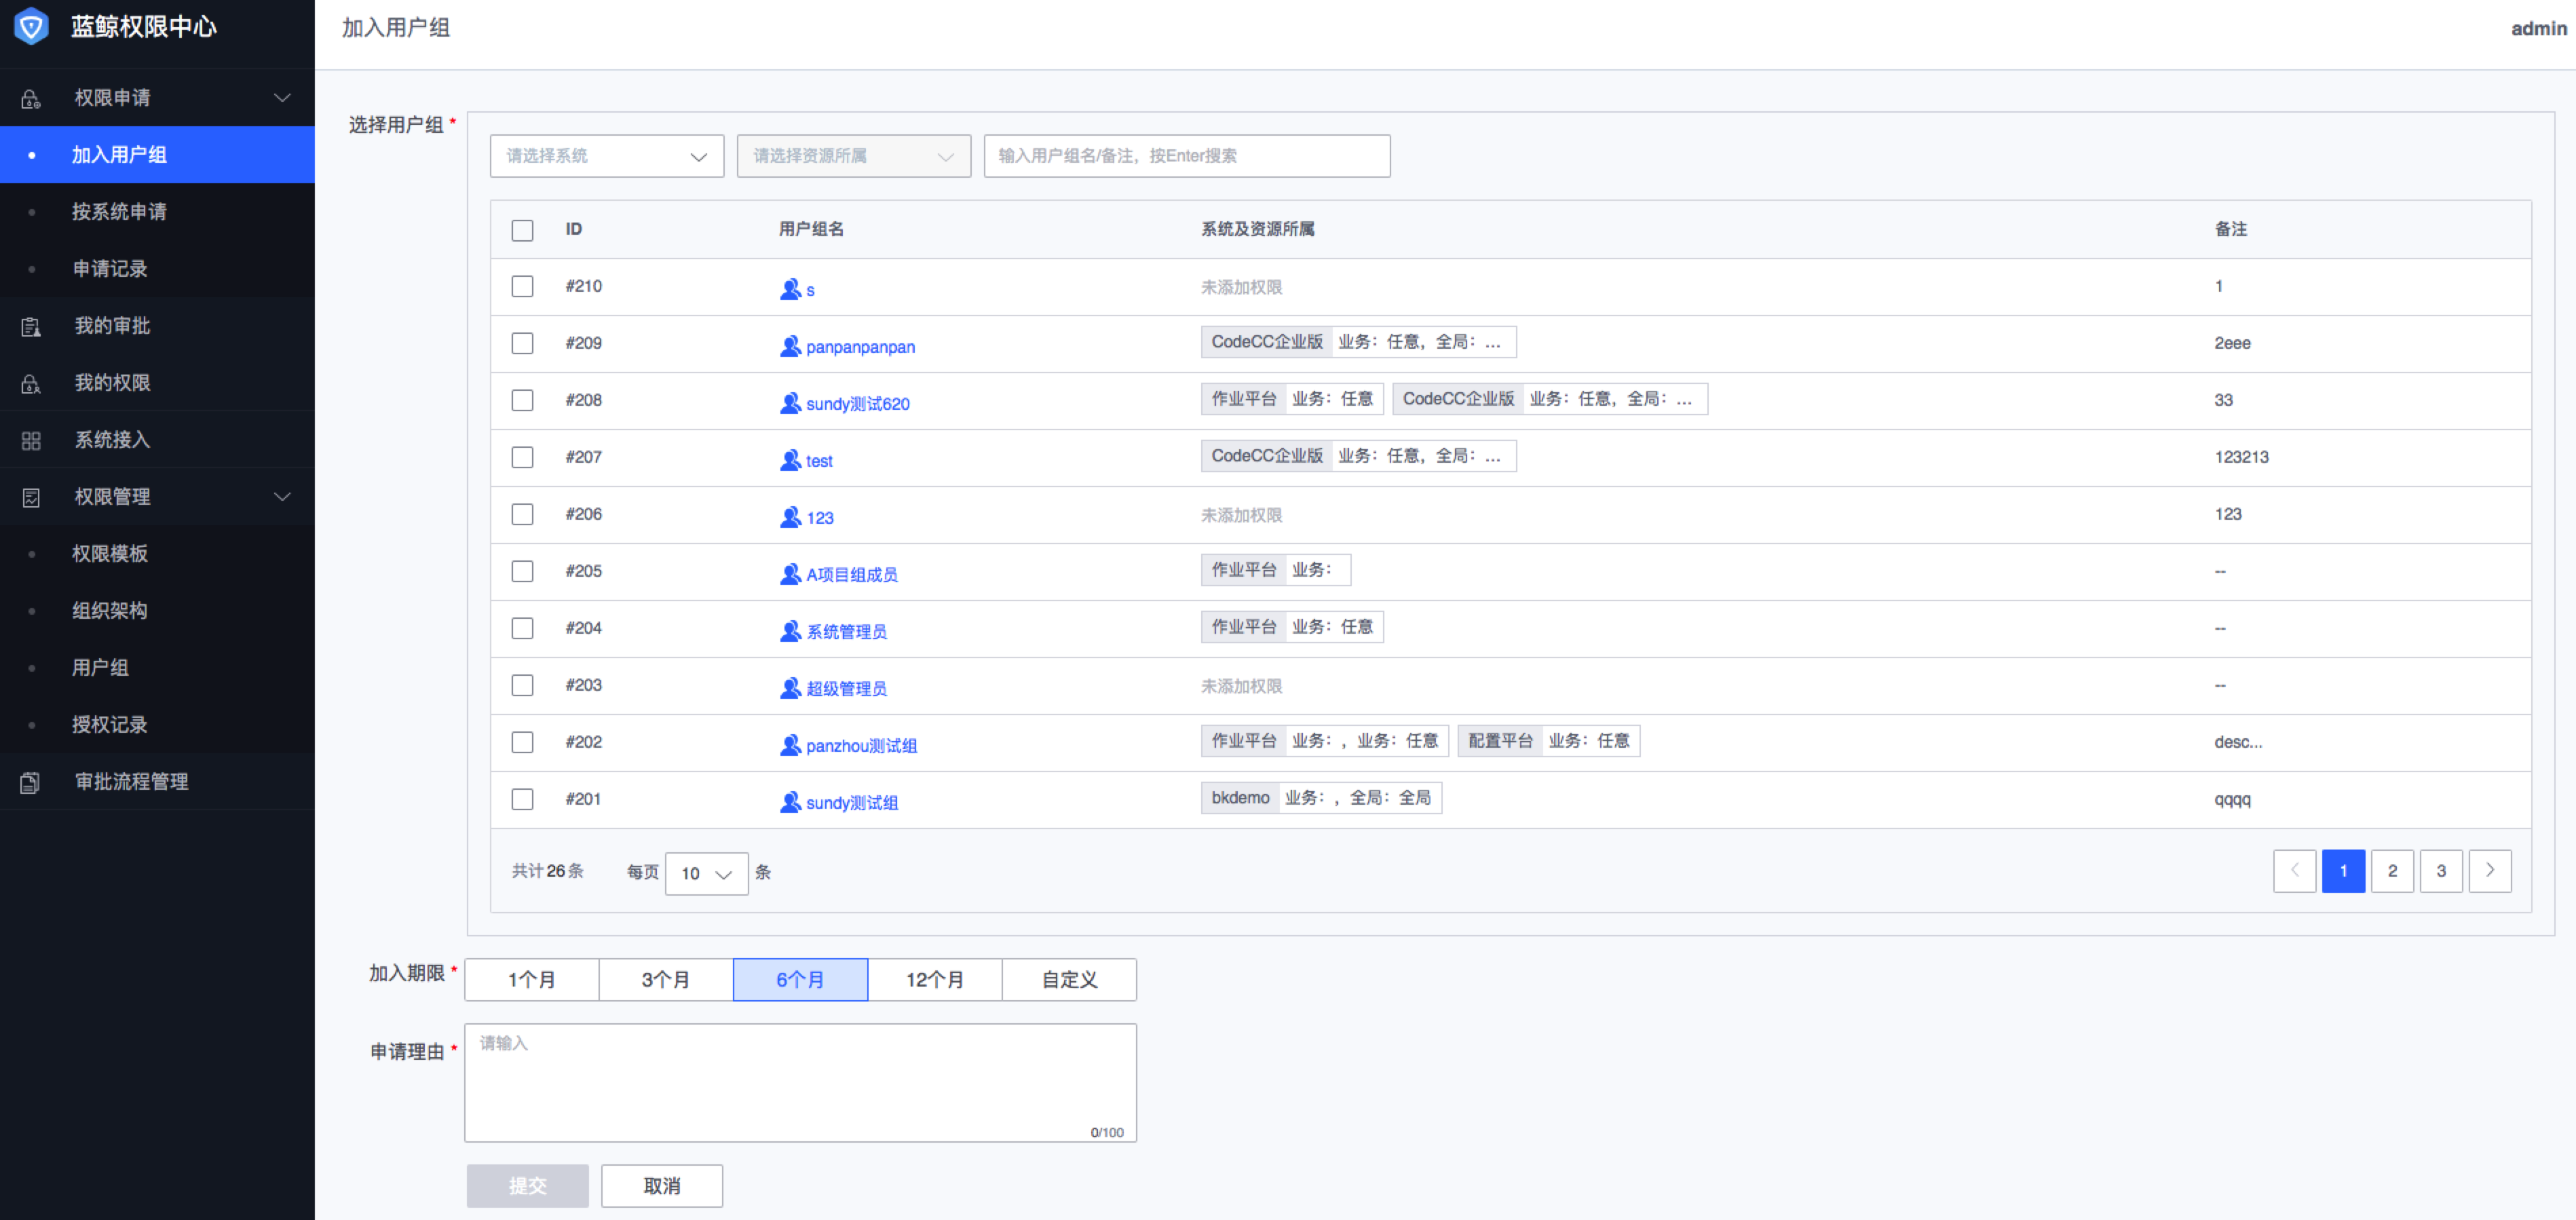 蓝鲸权限中心
加入用户组
admin
权限申请
加入用户组
按系统申请
申请记录
我的审批
我的权限
系统接入
权限管理
权限模板
组织架构
用户组
授权记录
审批流程管理
选择用户组 *
请选择系统 请选择资源所属 输入用户组名/备注，按Enter搜索
ID 用户组名 系统及资源所属 备注
#210 s 未添加权限 1
#209 panpanpanpan CodeCC企业版 业务：任意，全局：... 2eee
#208 sundy测试620 作业平台 业务：任意 CodeCC企业版 业务：任意，全局：... 33
#207 test CodeCC企业版 业务：任意，全局：... 123213
#206 123 未添加权限 123
#205 A项目组成员 作业平台 业务： --
#204 系统管理员 作业平台 业务：任意 --
#203 超级管理员 未添加权限 --
#202 panzhou测试组 作业平台 业务：，业务：任意 配置平台 业务：任意 desc...
#201 sundy测试组 bkdemo 业务：，全局：全局 qqqq
共计26条 每页 10 条 1 2 3
加入期限 * 1个月 3个月 6个月 12个月 自定义
申请理由 * 请输入
0/100
提交 取消